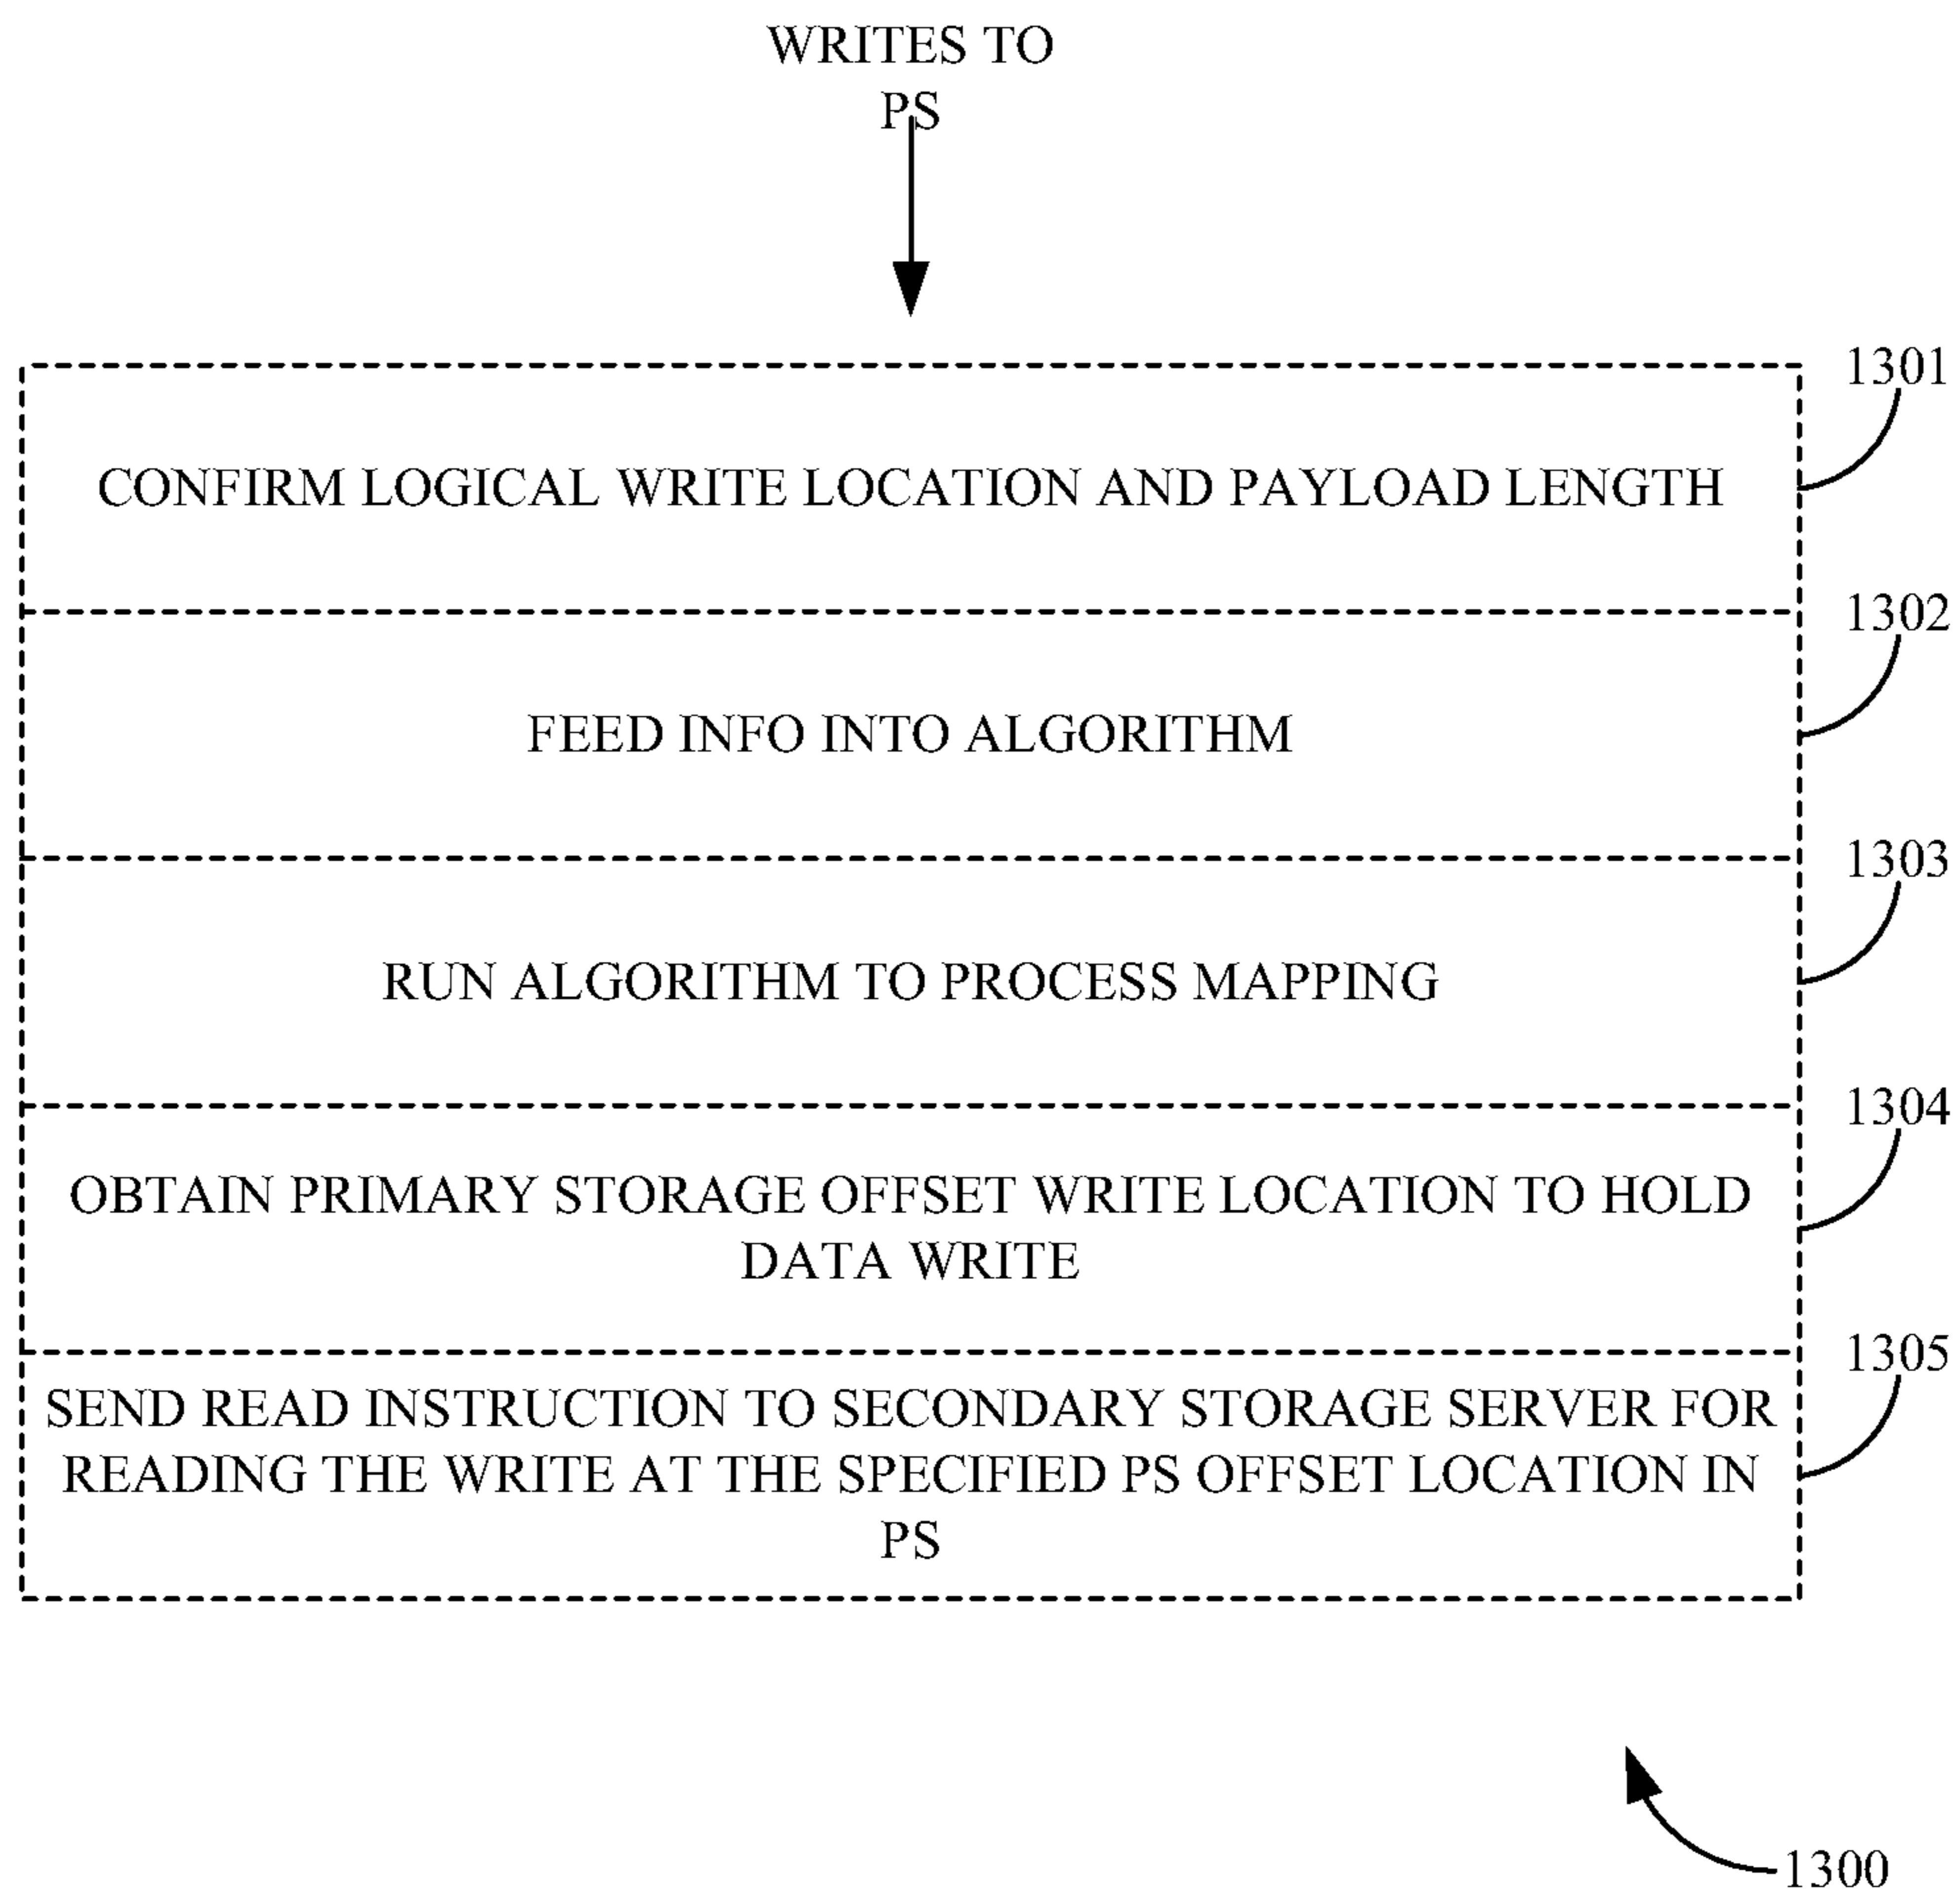 WRITES TO
PS
1301
CONFIRM LOGICAL WRITE LOCATION AND PAYLOAD LENGTH
1302
FEED INFO INTO ALGORITHM
1303
RUN ALGORITHM TO PROCESS MAPPING
1304
OBTAIN PRIMARY STORAGE OFFSET WRITE LOCATION TO HOLD
DATA WRITE
1305
SEND READ INSTRUCTION TO SECONDARY STORAGE SERVER FOR
READING THE WRITE AT THE SPECIFIED PS OFFSET LOCATION IN
PS
1300